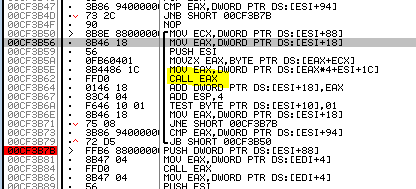 00CF3B47 . 3B86 94000000 CMP EAX,DWORD PTR DS:[ESI+94]
00CF3B4D . 73 2C JNB SHORT 00CF3B7B
00CF3B4F 90 NOP
00CF3B50 > 8B8E 88000000 MOV ECX,DWORD PTR DS:[ESI+88]
00CF3B56 . 8B46 18 MOV EAX,DWORD PTR DS:[ESI+18]
00CF3B59 . 56 PUSH ESI
00CF3B5A . 0FB60401 MOVZX EAX,BYTE PTR DS:[EAX+ECX]
00CF3B5E . 8B4486 1C MOV EAX,DWORD PTR DS:[EAX*4+ESI+1C]
00CF3B62 . FFD0 CALL EAX
00CF3B64 . 0146 18 ADD DWORD PTR DS:[ESI+18],EAX
00CF3B67 . 83C4 04 ADD ESP,4
00CF3B6A . F646 10 01 TEST BYTE PTR DS:[ESI+10],01
00CF3B6E . 8B46 18 MOV EAX,DWORD PTR DS:[ESI+18]
00CF3B71 . 75 08 JNE SHORT 00CF3B7B
00CF3B73 . 3B86 94000000 CMP EAX,DWORD PTR DS:[ESI+94]
00CF3B79 . 72 D5 JB SHORT 00CF3B50
00CF3B7B > FFB6 88000000 PUSH DWORD PTR DS:[ESI+88]
00CF3B81 . 8B47 04 MOV EAX,DWORD PTR DS:[EDI+4]
00CF3B84 . FFD0 CALL EAX
00CF3B86 . 8B47 04 MOV EAX,DWORD PTR DS:[EDI+4]
00CF3B89 . 56 PUSH ESI